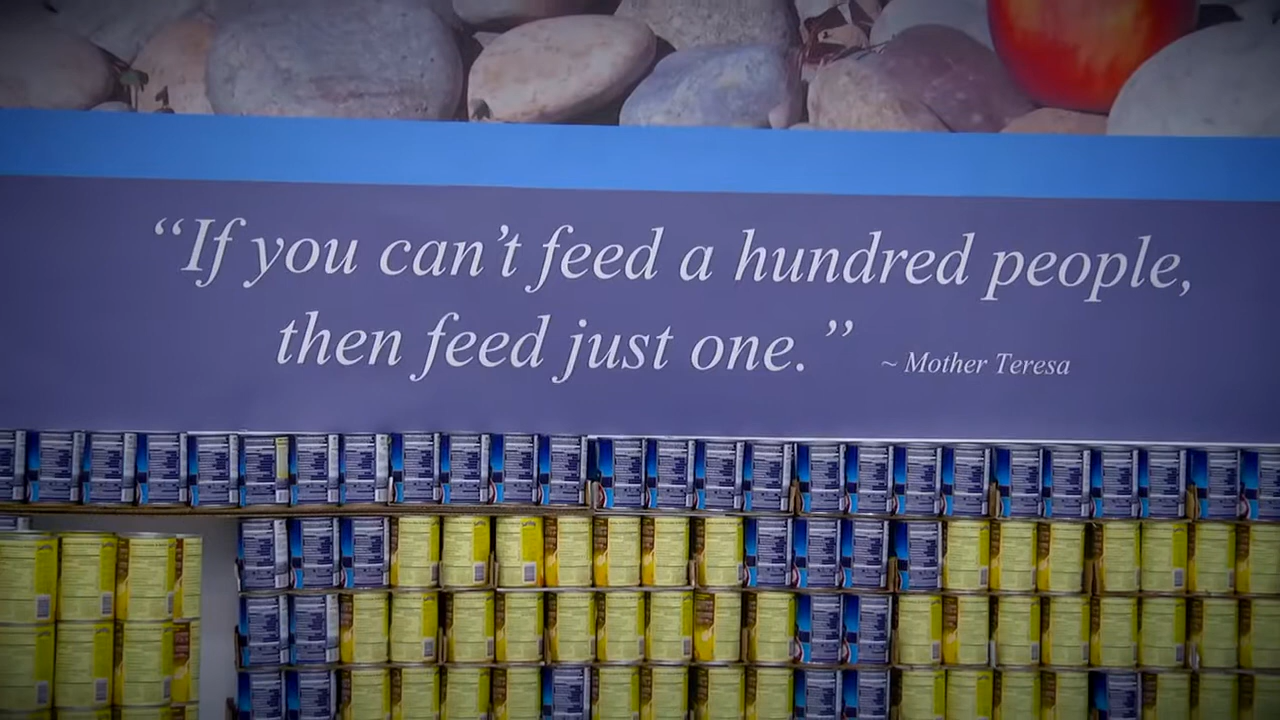 “If you can’t feed a hundred people,
then feed just one.”
~ Mother Teresa